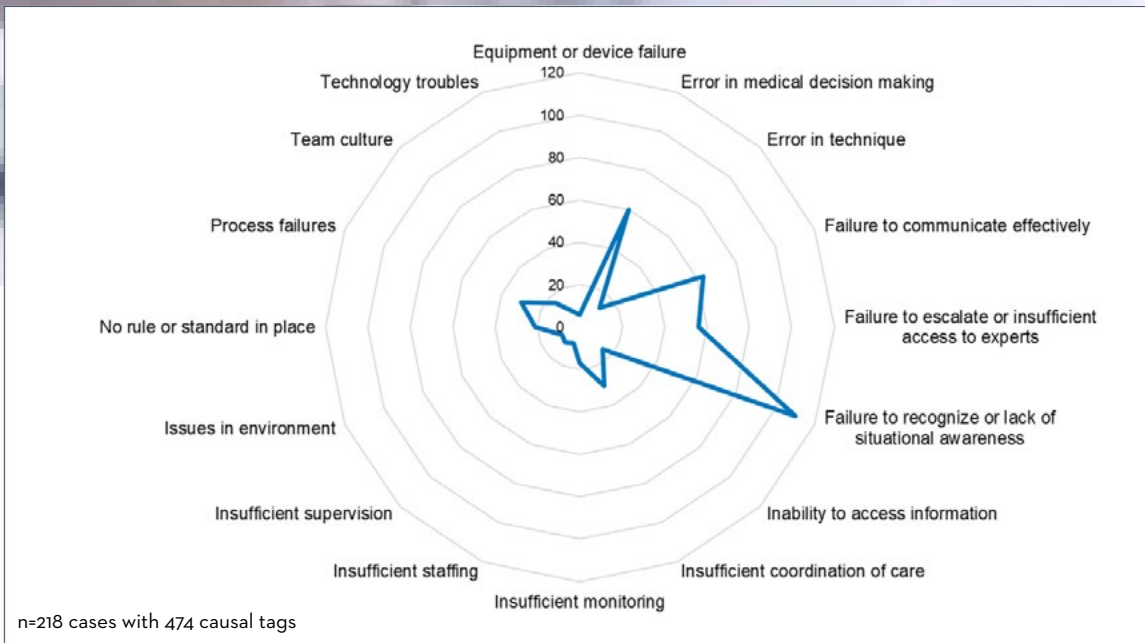 Equipment or device failure
120
Technology troubles
Error in medical decision making
100
Team culture
Error in technique
80
60
Process failures
Failure to communicate effectively
40
20
No rule or standard in place
0
Failure to escalate or insufficient
access to experts
Issues in environment
Failure to recognize or lack of
situational awareness
Insufficient supervision
Inability to access information
Insufficient staffing
Insufficient coordination of care
Insufficient monitoring
n=218 cases with 474 causal tags